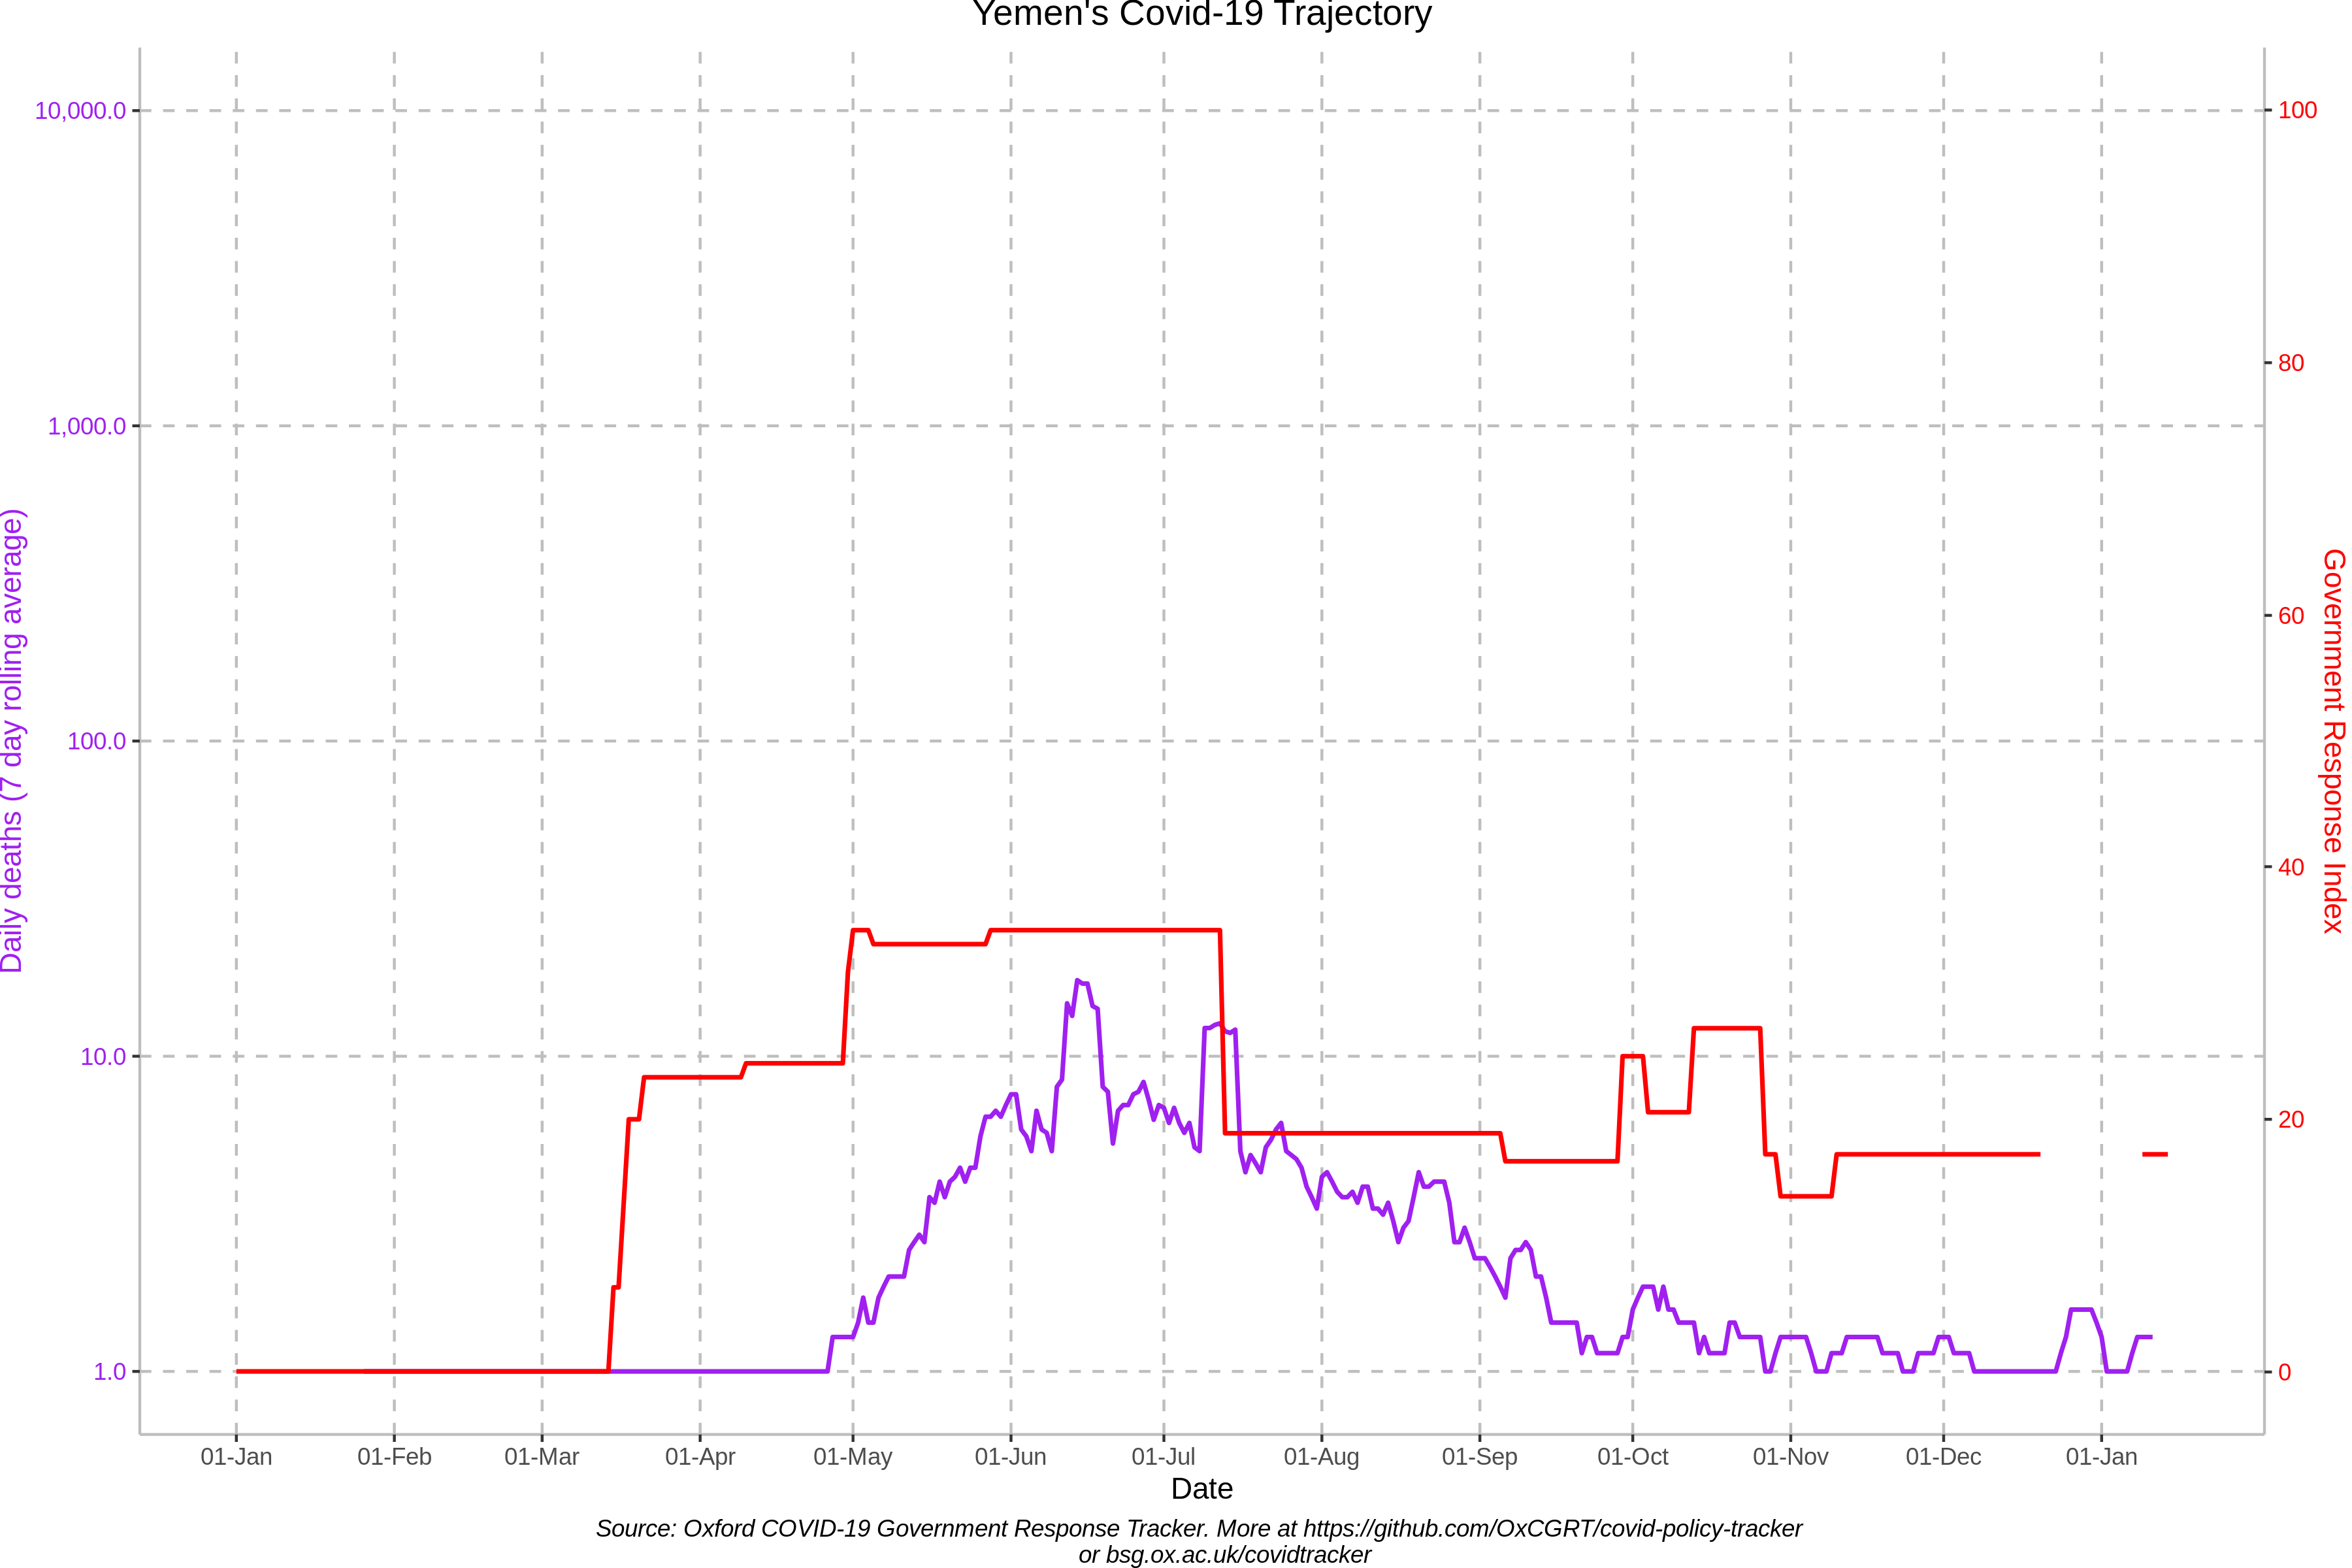 Yemen's Covid-19 Trajectory
10,000.0
1,000.0
100.0
10.0
1.0
Daily deaths (7 day rolling average)
100
80
60
40
20
0
Government Response Index
01-Jan 01-Feb 01-Mar 01-Apr 01-May 01-Jun 01-Jul 01-Aug 01-Sep 01-Oct 01-Nov 01-Dec 01-Jan
Date
Source: Oxford COVID-19 Government Response Tracker. More at https://github.com/OxCGRT/covid-policy-tracker
or bsg.ox.ac.uk/covidtracker